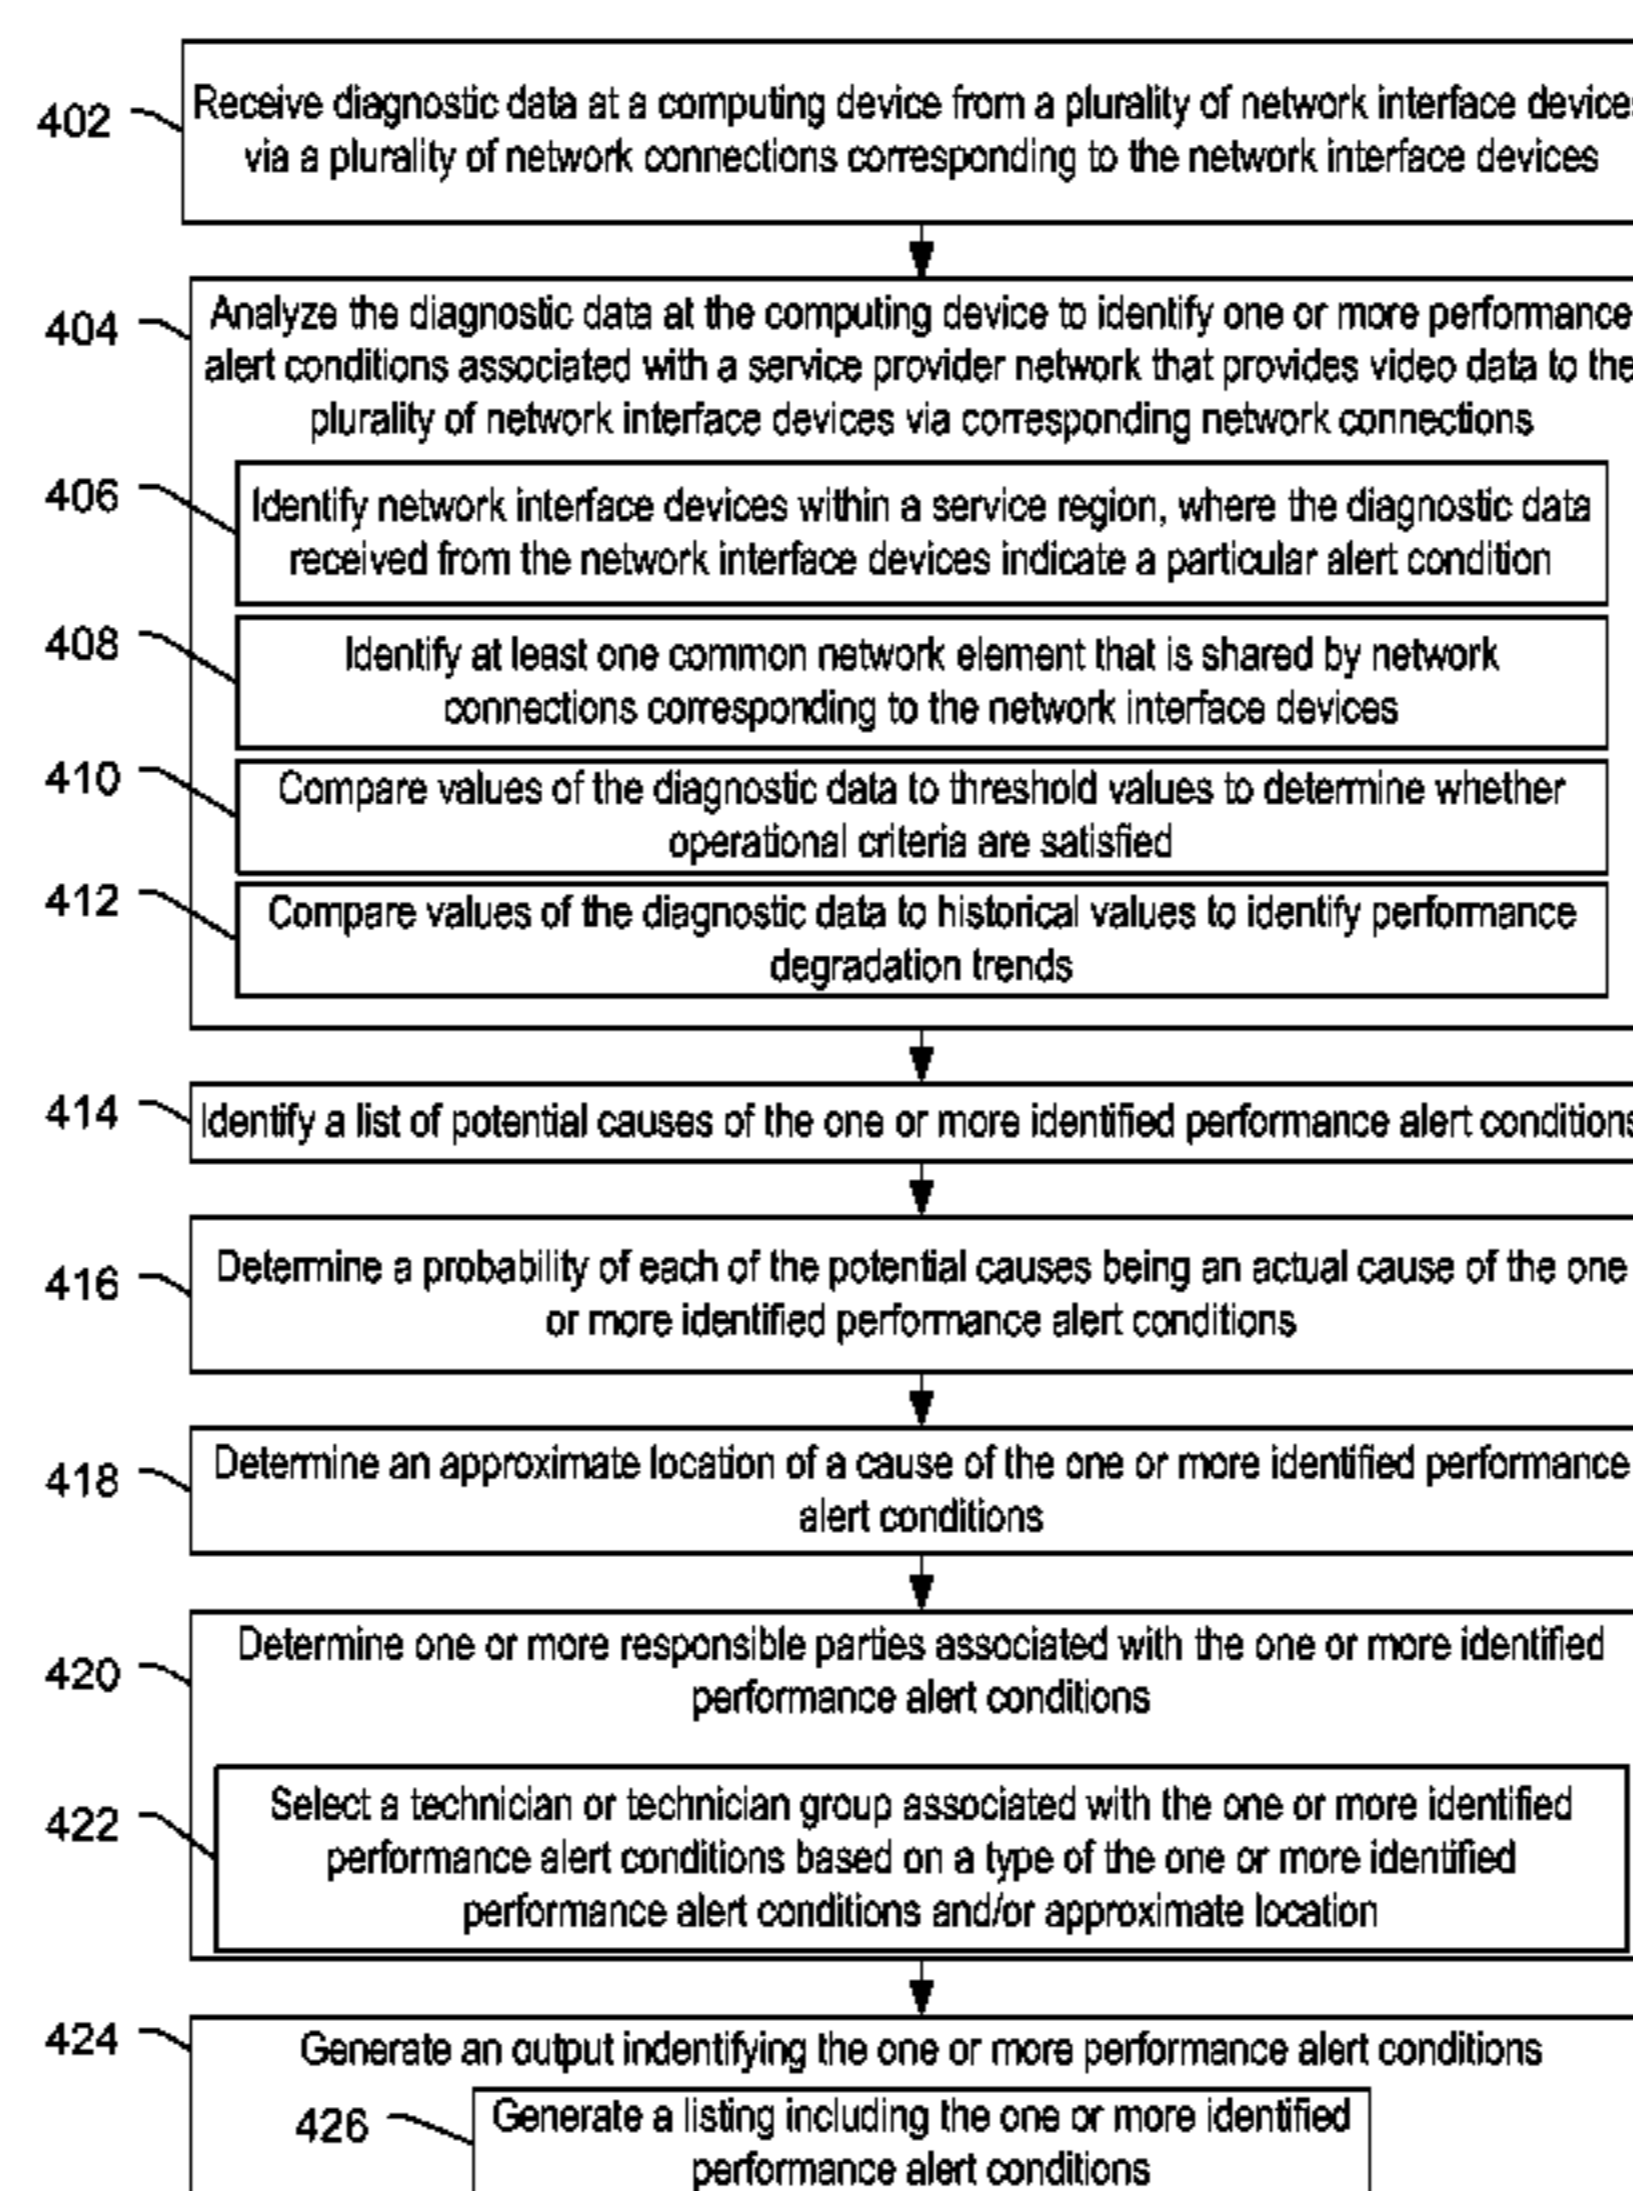 402
Receive diagnostic data at a computing device from a plurality of network interface devices
via a plurality of network connections corresponding to the network interface devices
404
Analyze the diagnostic data at the computing device to identify one or more performance
alert conditions associated with a service provider network that provides video data to the
plurality of network interface devices via corresponding network connections
406
Identify network interface devices within a service region, where the diagnostic data
received from the network interface devices indicate a particular alert condition
408
Identify at least one common network element that is shared by network
connections corresponding to the network interface devices
410
Compare values of the diagnostic data to threshold values to determine whether
operational criteria are satisfied
412
Compare values of the diagnostic data to historical values to identify performance
degradation trends
414
Identify a list of potential causes of the one or more identified performance alert conditions
416
Determine a probability of each of the potential causes being an actual cause of the one
or more identified performance alert conditions
418
Determine an approximate location of a cause of the one or more identified performance
alert conditions
420
Determine one or more responsible parties associated with the one or more identified
performance alert conditions
422
Select a technician or technician group associated with the one or more identified
performance alert conditions based on a type of the one or more identified
performance alert conditions and/or approximate location
424
Generate an output indentifying the one or more performance alert conditions
426
Generate a listing including the one or more identified
performance alert conditions